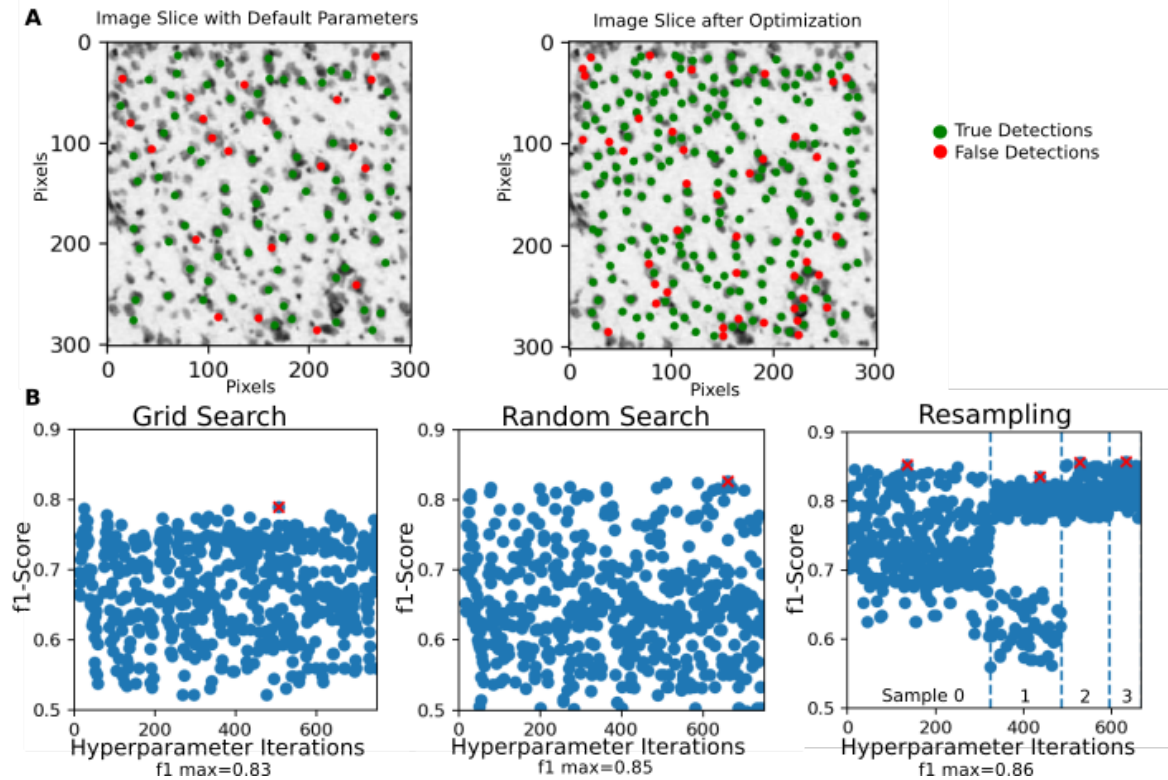 A
Image Slice with Default Parameters
Image Slice after Optimization
0
100
200
300
Pixels
0 100 200 300
Pixels
0
100
200
300
Pixels
0 100 200 300
Pixels
True Detections
False Detections
B
Grid Search
0.9
0.8
0.7
0.6
0.5
f1-Score
0 200 400 600
Hyperparameter Iterations
f1 max=0.83
Random Search
0.9
0.8
0.7
0.6
0.5
f1-Score
0 200 400 600
Hyperparameter Iterations
f1 max=0.85
Resampling
0.9
0.8
0.7
0.6
0.5
f1-Score
Sample 0 1 2 3
0 200 400 600
Hyperparameter Iterations
f1 max=0.86